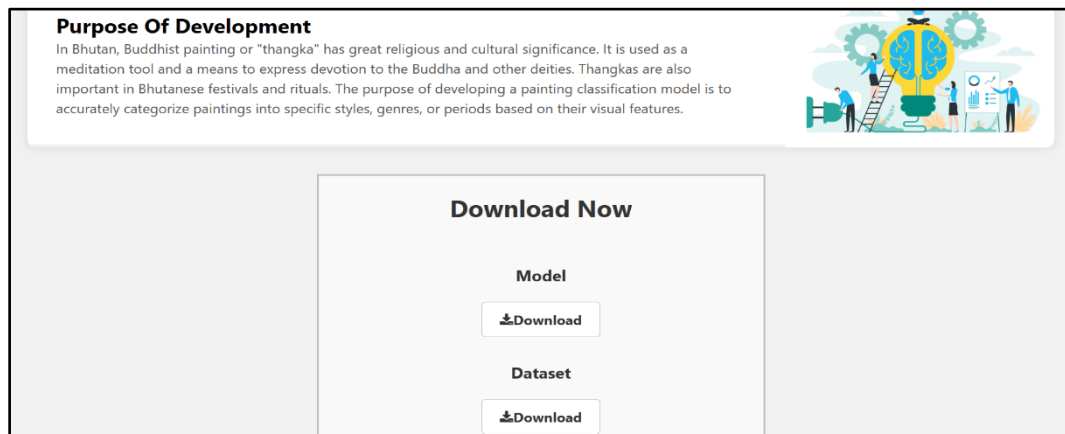 Purpose Of Development
In Bhutan, Buddhist painting or "thangka" has great religious and cultural significance. It is used as a
meditation tool and a means to express devotion to the Buddha and other deities. Thangkas are also
important in Bhutanese festivals and rituals. The purpose of developing a painting classification model is to
accurately categorize paintings into specific styles, genres, or periods based on their visual features.
Download Now
Model
Download
Dataset
Download